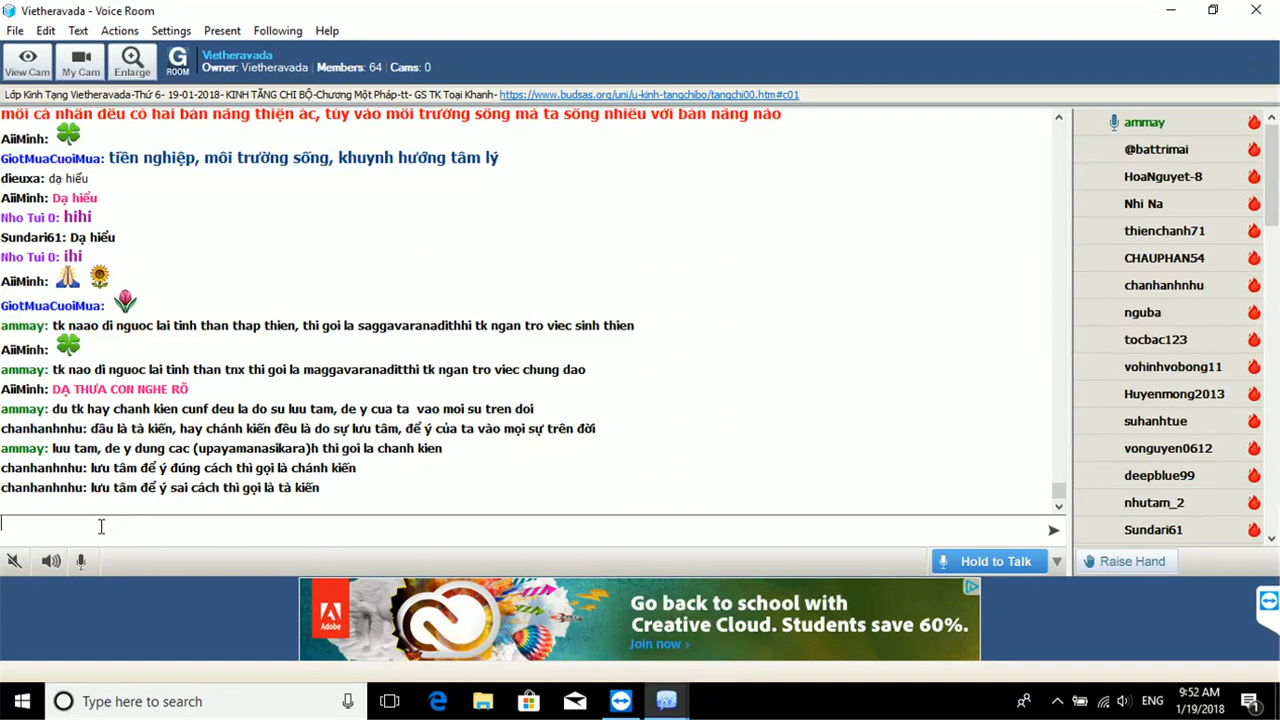 Vietheravada - Voice Room
File Edit Text Actions Settings Present Following Help
View Cam My Cam Enlarge G ROOM Vietheravada
Owner: Vietheravada | Members: 64 | Cams: 0
Lớp Kinh Tạng Vietheravada-Thứ 6- 19-01-2018- KINH TĂNG CHI BỘ-Chương Một Pháp-tt- GS TK Toại Khanh- https://www.budsas.org/uni/u-kinh-tangchibo/tangchi00.htm#c01
mỗi cá nhân đều có hai bản năng thiện ác, tùy vào môi trường sống mà ta sống nhiều với bản năng nào
AiiMinh:
GiotMuaCuoiMua: tiền nghiệp, môi trường sống, khuynh hướng tâm lý
dieuxa: dạ hiểu
AiiMinh: Dạ hiểu
Nho Tui 0: hihi
Sundari61: Dạ hiểu
Nho Tui 0: ihi
AiiMinh:
GiotMuaCuoiMua:
ammay: tk naao di nguoc lai tinh than thap thien, thi goi la saggavaranadithhi tk ngan tro viec sinh thien
AiiMinh:
ammay: tk nao di nguoc lai tinh than tnx thi goi la maggavaranaditthi tk ngan tro viec chung dao
AiiMinh: DẠ THƯA CON NGHE RÕ
ammay: du tk hay chanh kien cunf deu la do su luu tam, de y cua ta vao moi su tren doi
chanhanhnhu: dầu là tà kiến, hay chánh kiến đều là do sự lưu tâm, để ý của ta vào mọi sự trên đời
ammay: luu tam, de y dung cac (upayamanasikara)h thi goi la chanh kien
chanhanhnhu: lưu tâm để ý đúng cách thì gọi là chánh kiến
chanhanhnhu: lưu tâm để ý sai cách thì gọi là tà kiến
ammay
@battrimai
HoaNguyet-8
Nhi Na
thienchanh71
CHAUPHAN54
chanhanhnhu
nguba
tocbac123
vohinhvobong11
Huyenmong2013
suhanhtue
vonguyen0612
deepblue99
nhutam_2
Sundari61
Hold to Talk
Raise Hand
Adobe
Go back to school with
Creative Cloud. Students save 60%.
Join now ›
Type here to search
ENG
9:52 AM
1/19/2018
1